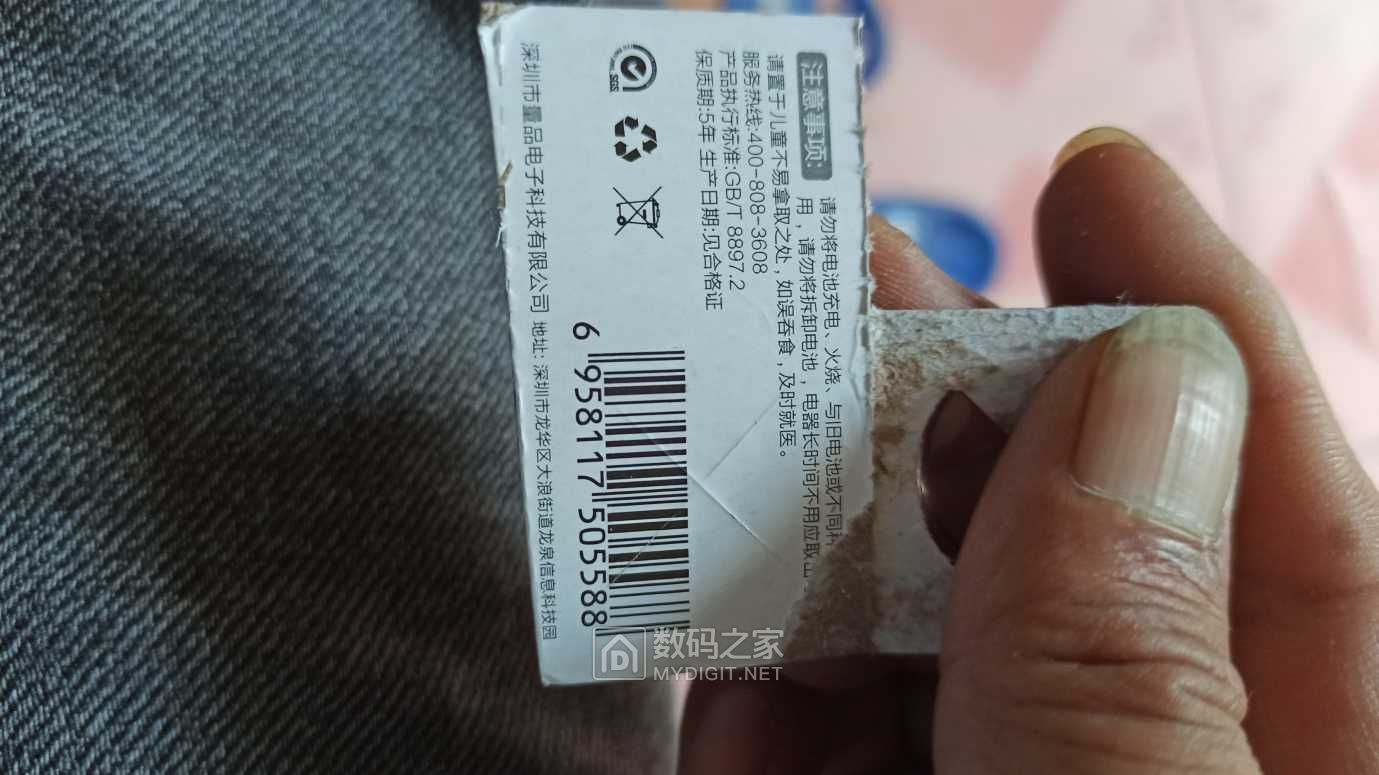 注意事项:
请勿将电池充电、火烧、与旧电池或不同
用，请勿将拆卸电池，电器长时间不用应取
请置于儿童不易拿取之处，如误吞食，及时就医。
服务热线:400-808-3608
产品执行标准:GB/T 8897.2
保质期:5年 生产日期:见合格证
SGS
6 958117 505588
深圳市量品电子科技有限公司 地址: 深圳市龙华区大浪街道龙泉信息科技园
数码之家
MYDIGIT.NET